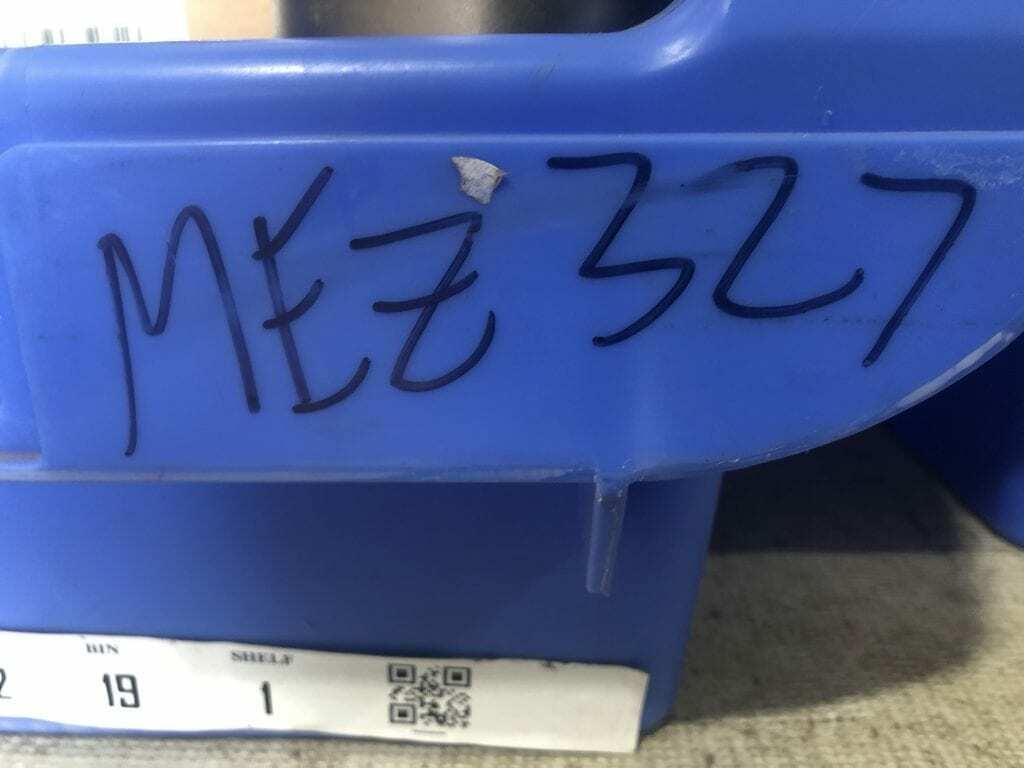 MEZ 327
BIN SHELF
2 19 1